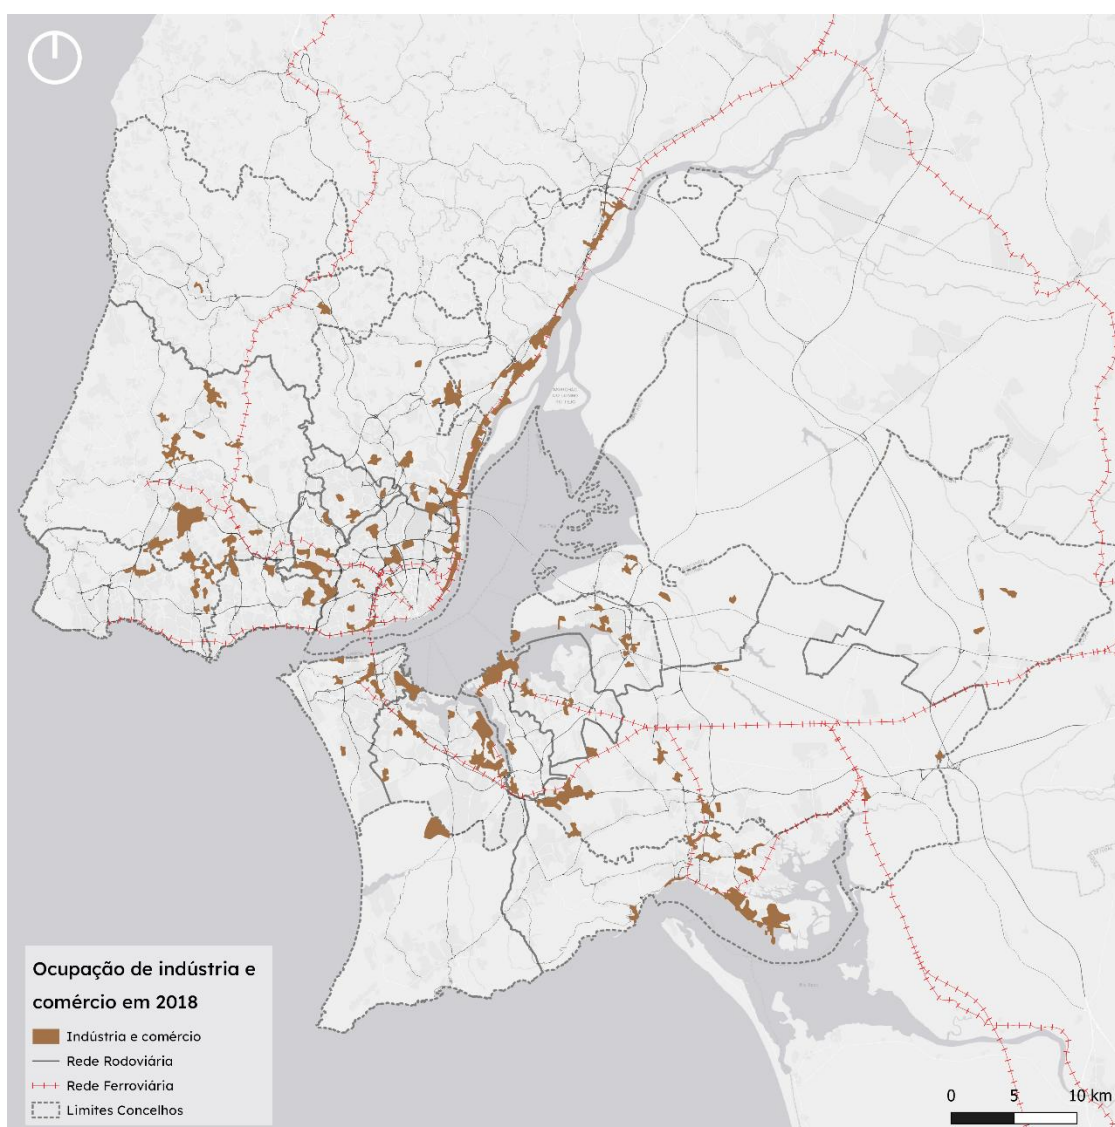 Ocupação de indústria e
comércio em 2018
Indústria e comércio
Rede Rodoviária
Rede Ferroviária
Limites Concelhos
0 5 10 km